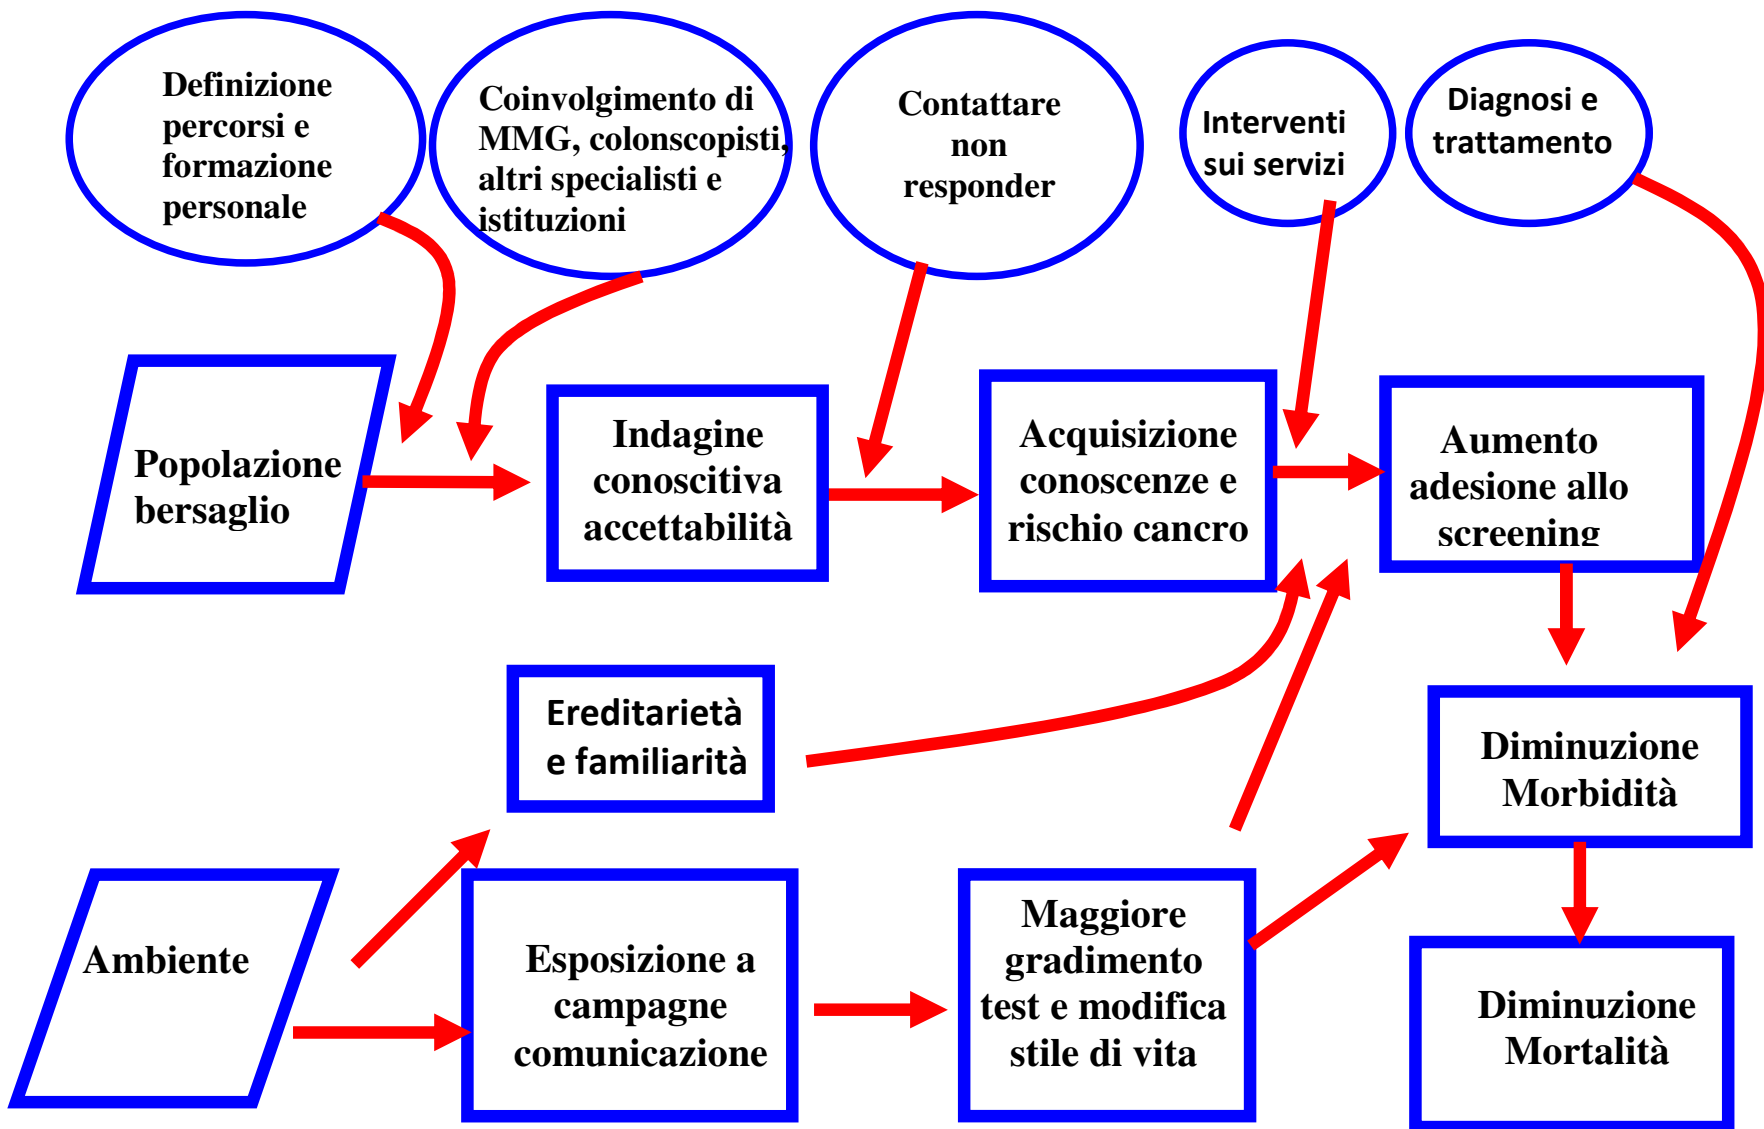 Definizione
percorsi e
formazione
personale
Coinvolgimento di
MMG, colonscopisti,
altri specialisti e
istituzioni
Contattare
non
responder
Interventi
sui servizi
Diagnosi e
trattamento
Popolazione
bersaglio
Indagine
conoscitiva
accettabilità
Acquisizione
conoscenze e
rischio cancro
Aumento
adesione allo
screening
Ereditarietà
e familiarità
Diminuzione
Morbidità
Ambiente
Esposizione a
campagne
comunicazione
Maggiore
gradimento
test e modifica
stile di vita
Diminuzione
Mortalità